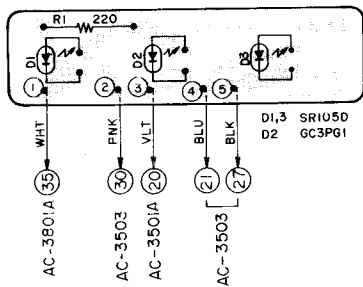 R1 220
D1
D2
D3
1 2 3 4 5
WHT
PNK
VLT
BLU
BLK
D1,3 SR105D
D2 GC3PG1
35 30 20 21 27
AC-3801A
AC-3503
AC-3501A
AC-3503